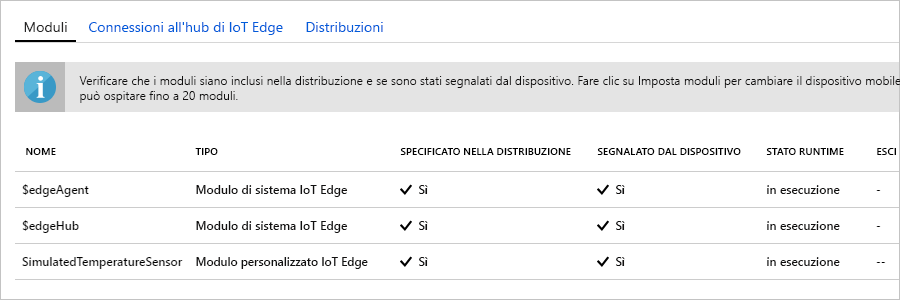 Moduli Connessioni all'hub di IoT Edge Distribuzioni
Verificare che i moduli siano inclusi nella distribuzione e se sono stati segnalati dal dispositivo. Fare clic su Imposta moduli per cambiare il dispositivo mobile
può ospitare fino a 20 moduli.
NOME TIPO SPECIFICATO NELLA DISTRIBUZIONE SEGNALATO DAL DISPOSITIVO STATO RUNTIME ESCI
$edgeAgent Modulo di sistema IoT Edge Sì Sì in esecuzione -
$edgeHub Modulo di sistema IoT Edge Sì Sì in esecuzione -
SimulatedTemperatureSensor Modulo personalizzato IoT Edge Sì Sì in esecuzione --